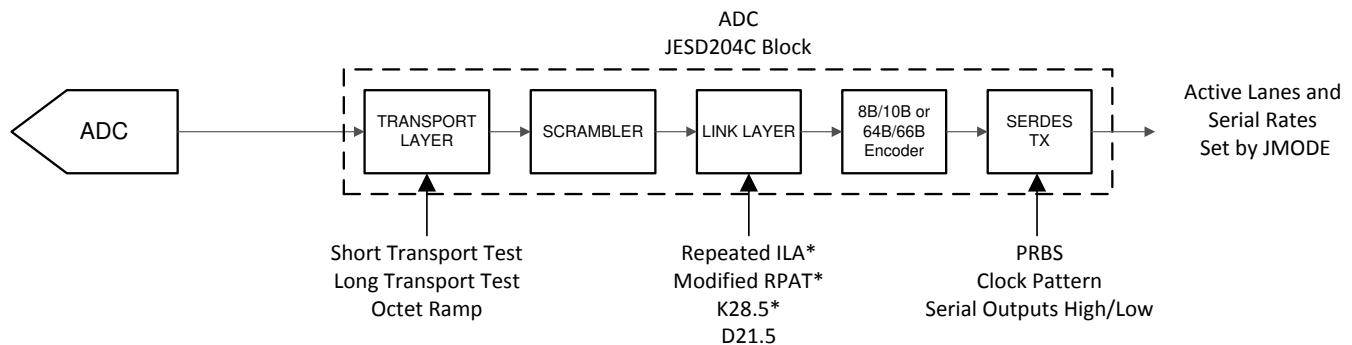 ADC
JESD204C Block
ADC
TRANSPORT
LAYER
SCRAMBLER
LINK LAYER
8B/10B or
64B/66B
Encoder
SERDES
TX
Active Lanes and
Serial Rates
Set by JMODE
Short Transport Test
Long Transport Test
Octet Ramp
Repeated ILA*
Modified RPAT*
K28.5*
D21.5
PRBS
Clock Pattern
Serial Outputs High/Low